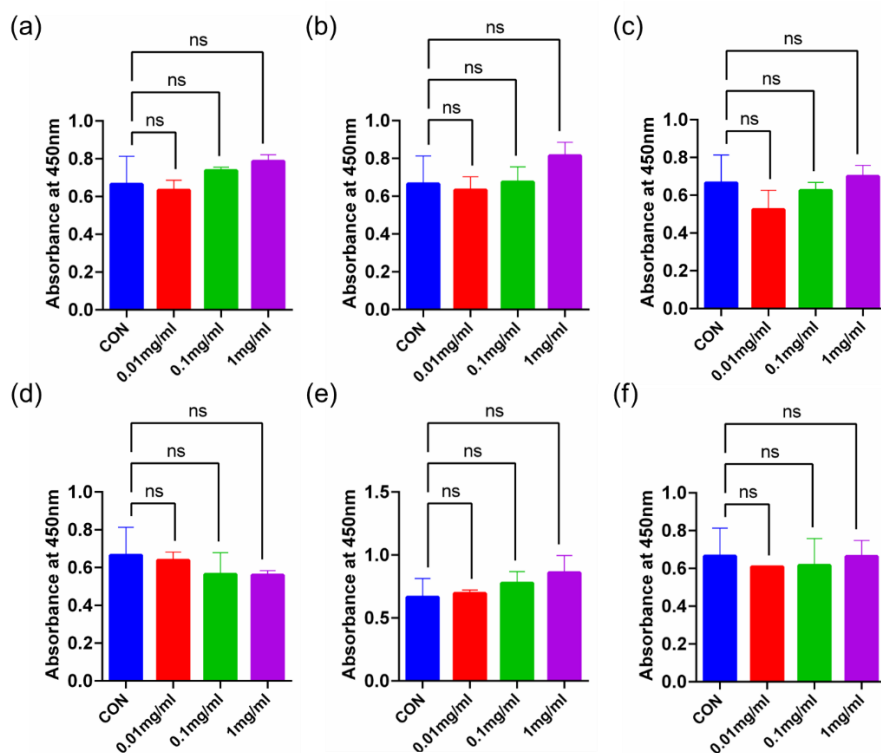 (a)
ns
ns
ns
Absorbance at 450nm
1.0
0.8
0.6
0.4
0.2
0.0
CON
0.01mg/ml
0.1mg/ml
1mg/ml
(b)
ns
ns
ns
Absorbance at 450nm
1.0
0.8
0.6
0.4
0.2
0.0
CON
0.01mg/ml
0.1mg/ml
1mg/ml
(c)
ns
ns
ns
Absorbance at 450nm
1.0
0.8
0.6
0.4
0.2
0.0
CON
0.01mg/ml
0.1mg/ml
1mg/ml
(d)
ns
ns
ns
Absorbance at 450nm
1.0
0.8
0.6
0.4
0.2
0.0
CON
0.01mg/ml
0.1mg/ml
1mg/ml
(e)
ns
ns
ns
Absorbance at 450nm
1.5
1.0
0.5
0.0
CON
0.01mg/ml
0.1mg/ml
1mg/ml
(f)
ns
ns
ns
Absorbance at 450nm
1.0
0.8
0.6
0.4
0.2
0.0
CON
0.01mg/ml
0.1mg/ml
1mg/ml